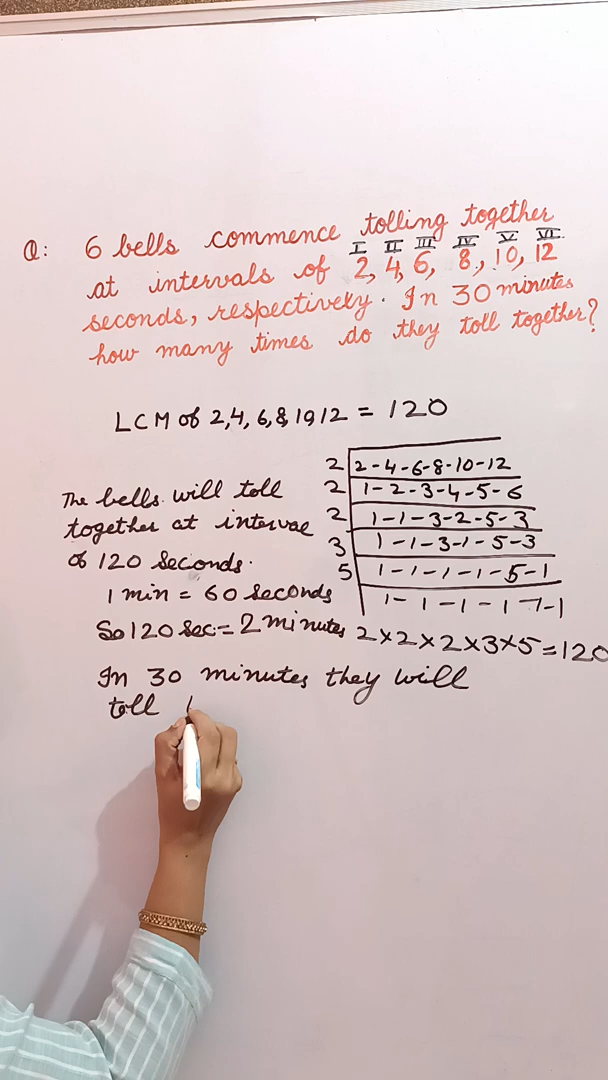 Q: 6 bells commence tolling together
I II III IV V VI
at intervals of 2, 4, 6, 8, 10, 12
seconds, respectively. In 30 minutes
how many times do they toll together?
LCM of 2,4,6,8,10,12 = 120
The bells will toll
together at interval
of 120 seconds.
1 min = 60 seconds
So 120 sec = 2 minutes
2 2-4-6-8-10-12
2 1-2-3-4-5-6
2 1-1-3-2-5-3
3 1-1-3-1-5-3
5 1-1-1-1-5-1
1-1-1-1-1-1
2×2×2×3×5=120
In 30 minutes they will
toll